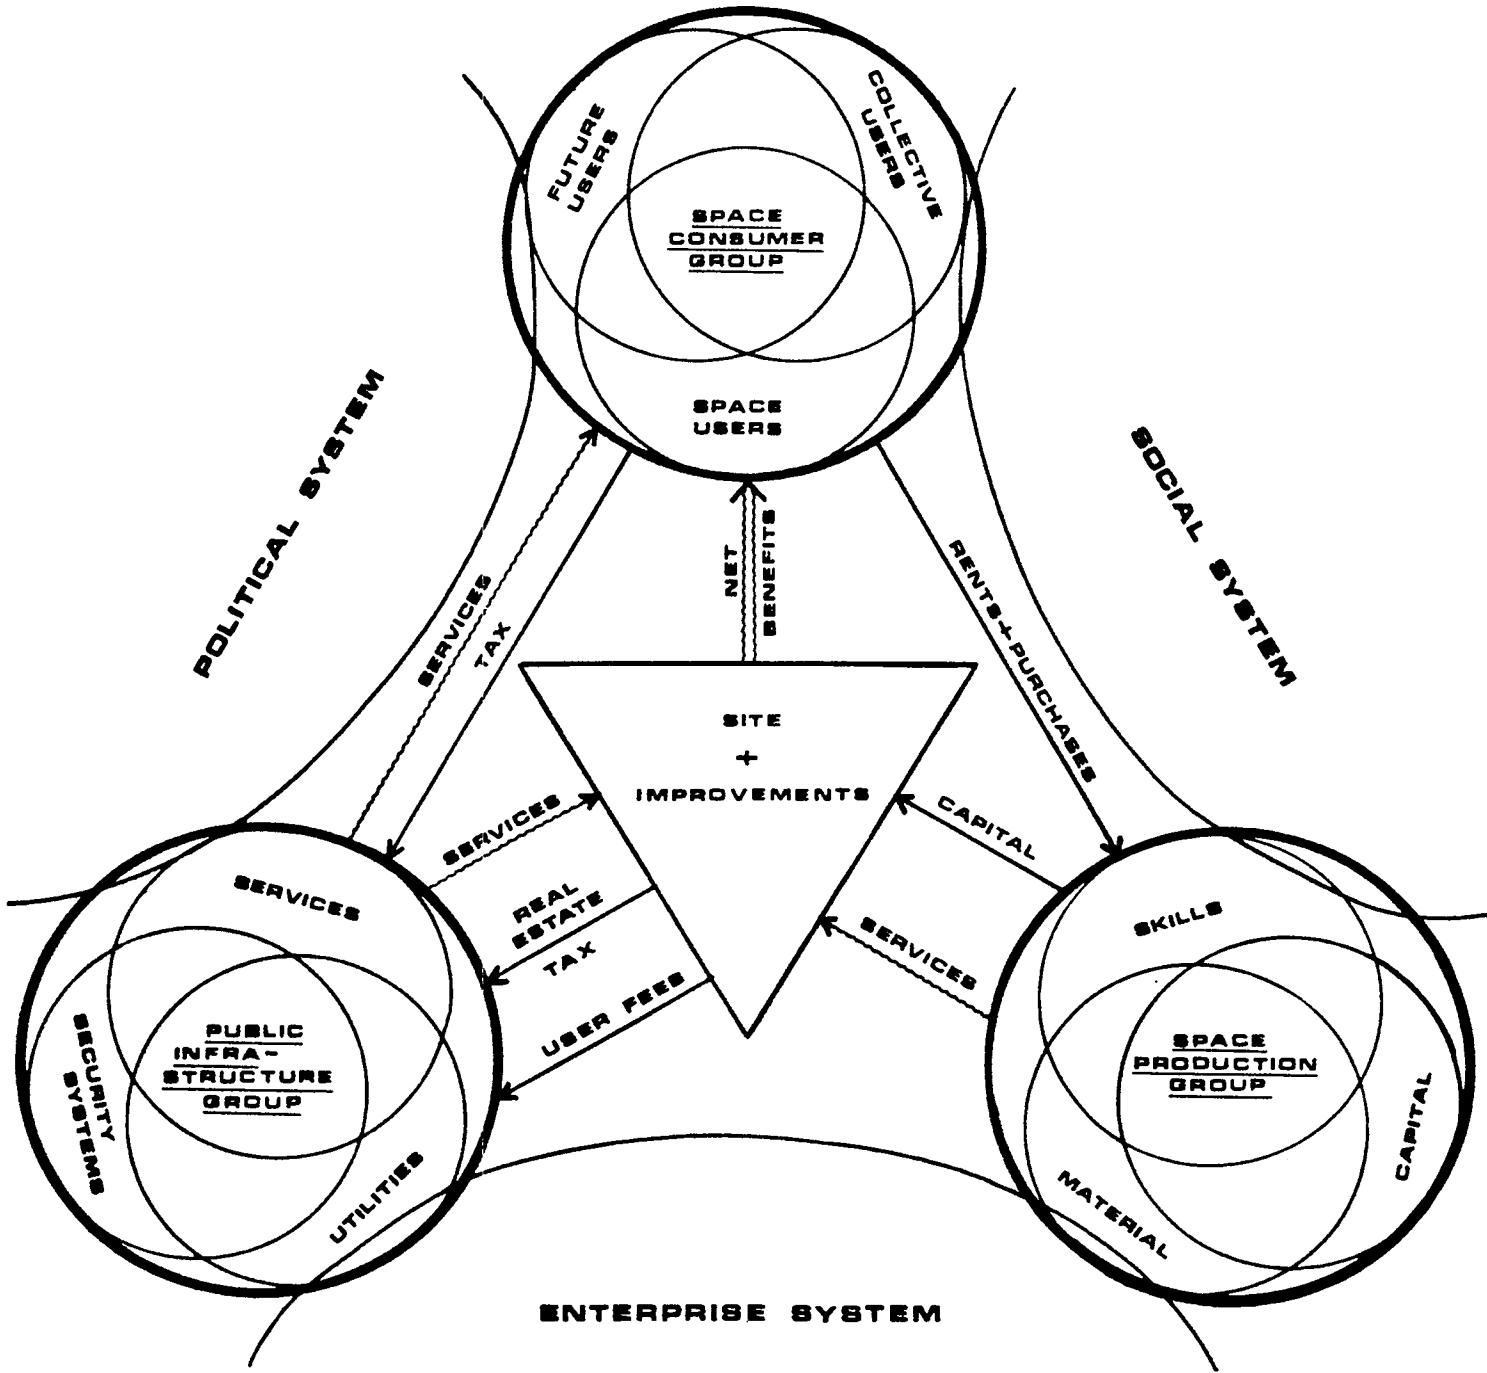 FUTURE
USERS
COLLECTIVE
USERS
SPACE
CONSUMER
GROUP
SPACE
USERS
POLITICAL SYSTEM
SOCIAL SYSTEM
SERVICES
TAX
NET
BENEFITS
RENTS+PURCHASES
SITE
+
IMPROVEMENTS
SERVICES
REAL
ESTATE
TAX
USER FEES
CAPITAL
SERVICES
SERVICES
SECURITY
SYSTEMS
PUBLIC
INFRA-
STRUCTURE
GROUP
UTILITIES
SKILLS
SPACE
PRODUCTION
GROUP
CAPITAL
MATERIAL
ENTERPRISE SYSTEM